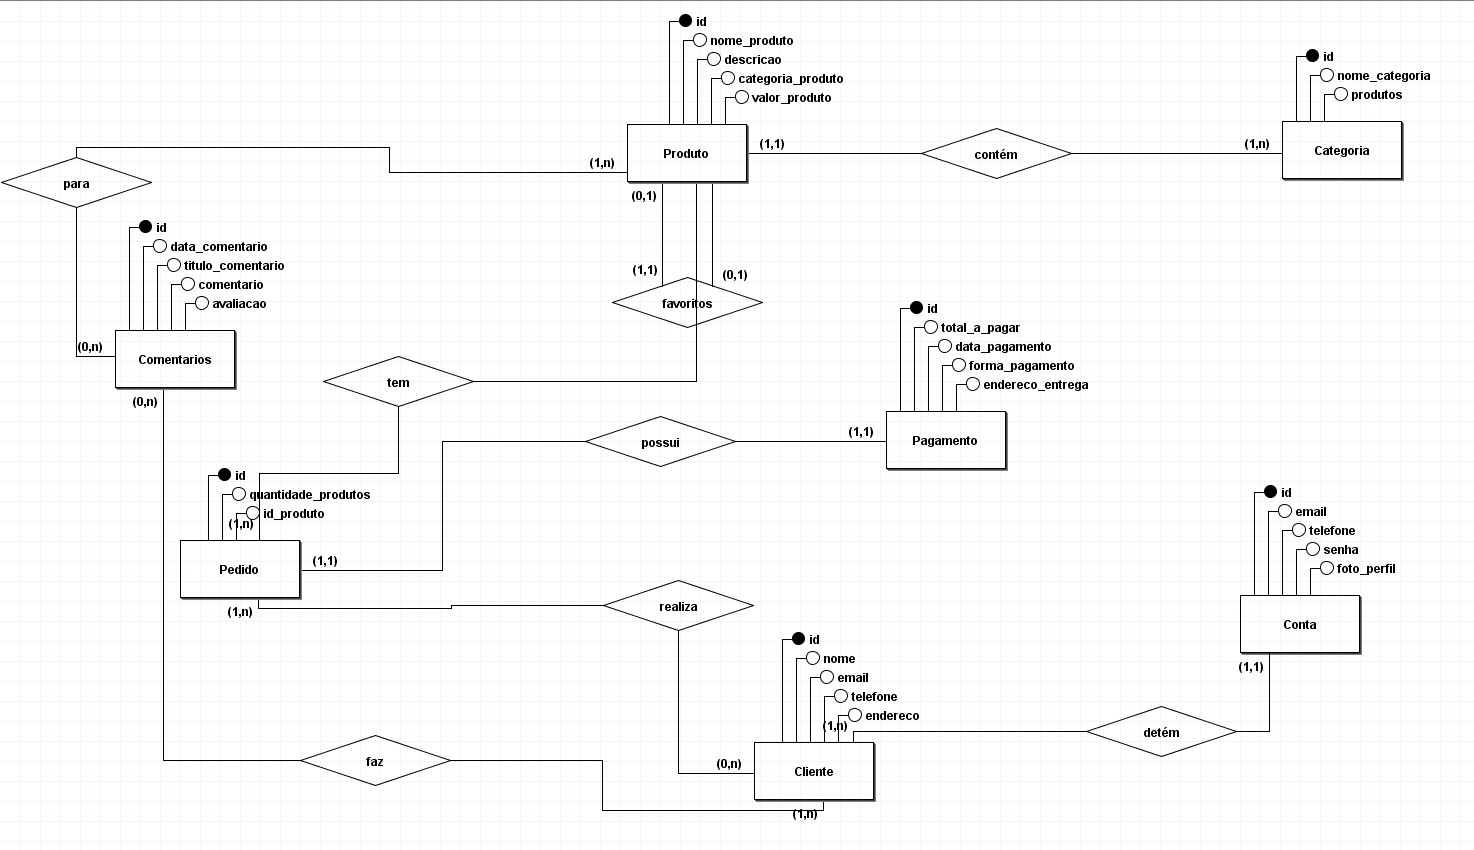 id
nome_produto
descricao
categoria_produto
valor_produto
Produto
(1,1)
contém
(1,n)
id
nome_categoria
produtos
Categoria
(1,n)
para
(0,n)
id
data_comentario
titulo_comentario
comentario
avaliacao
Comentarios
(0,n)
(0,1)
(1,1)
(0,1)
favoritos
tem
id
total_a_pagar
data_pagamento
forma_pagamento
endereco_entrega
Pagamento
(1,1)
possui
id
quantidade_produtos
id_produto
(1,n)
Pedido
(1,1)
(1,n)
realiza
(0,n)
id
nome
email
telefone
endereco
(1,n)
Cliente
(1,n)
faz
detém
(1,1)
id
email
telefone
senha
foto_perfil
Conta